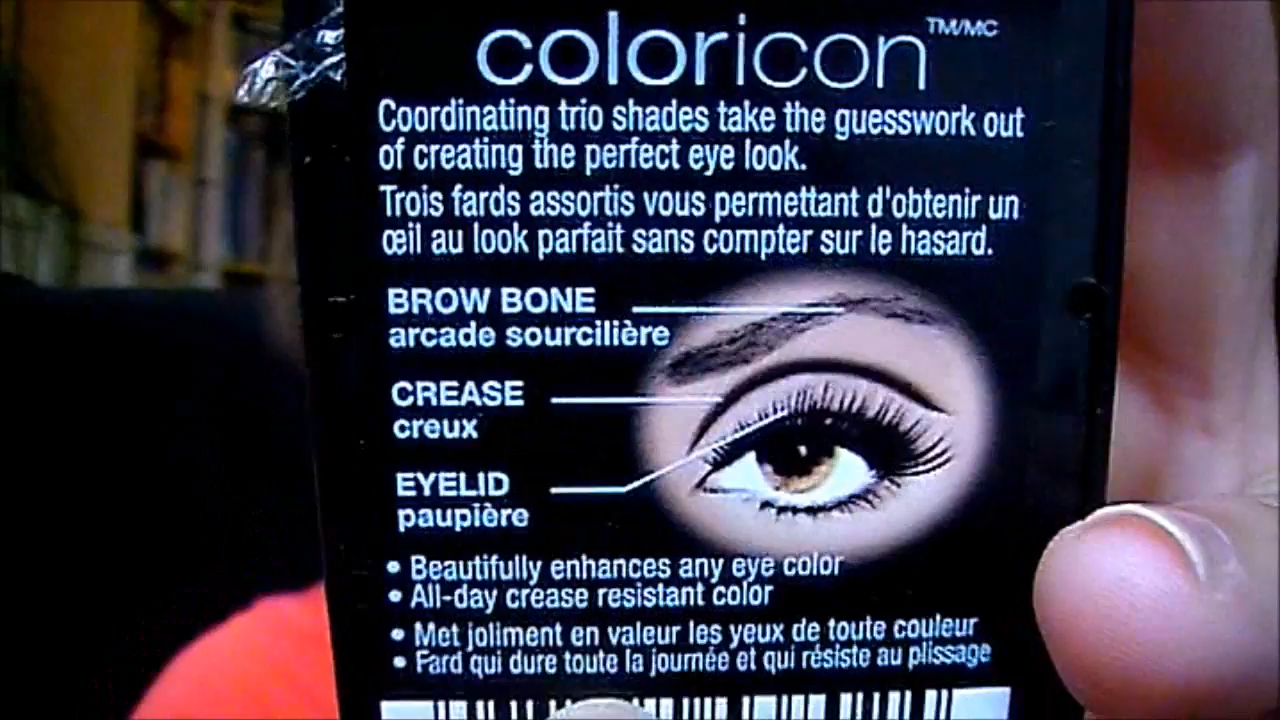 coloricon TM/MC
Coordinating trio shades take the guesswork out
of creating the perfect eye look.
Trois fards assortis vous permettant d'obtenir un
œil au look parfait sans compter sur le hasard.
BROW BONE
arcade sourcilière
CREASE
creux
EYELID
paupière
• Beautifully enhances any eye color
• All-day crease resistant color
• Met joliment en valeur les yeux de toute couleur
• Fard qui dure toute la journée et qui résiste au plissage